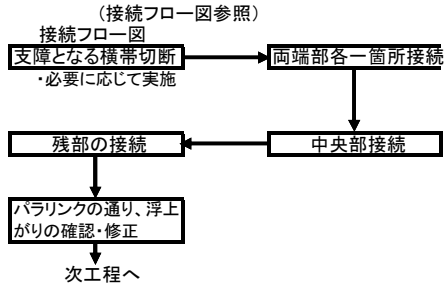 （接続フロー図参照）
接続フロー図
支障となる横帯切断
・必要に応じて実施
両端部各一箇所接続
中央部接続
残部の接続
パラリンクの通り、浮上
がりの確認・修正
次工程へ